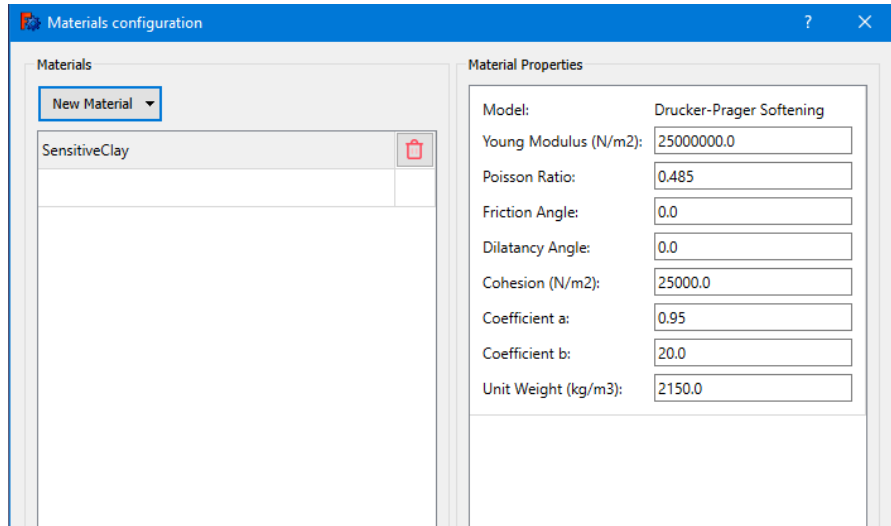 Materials configuration
?
Materials
New Material
SensitiveClay
Material Properties
Model: Drucker-Prager Softening
Young Modulus (N/m2): 25000000.0
Poisson Ratio: 0.485
Friction Angle: 0.0
Dilatancy Angle: 0.0
Cohesion (N/m2): 25000.0
Coefficient a: 0.95
Coefficient b: 20.0
Unit Weight (kg/m3): 2150.0